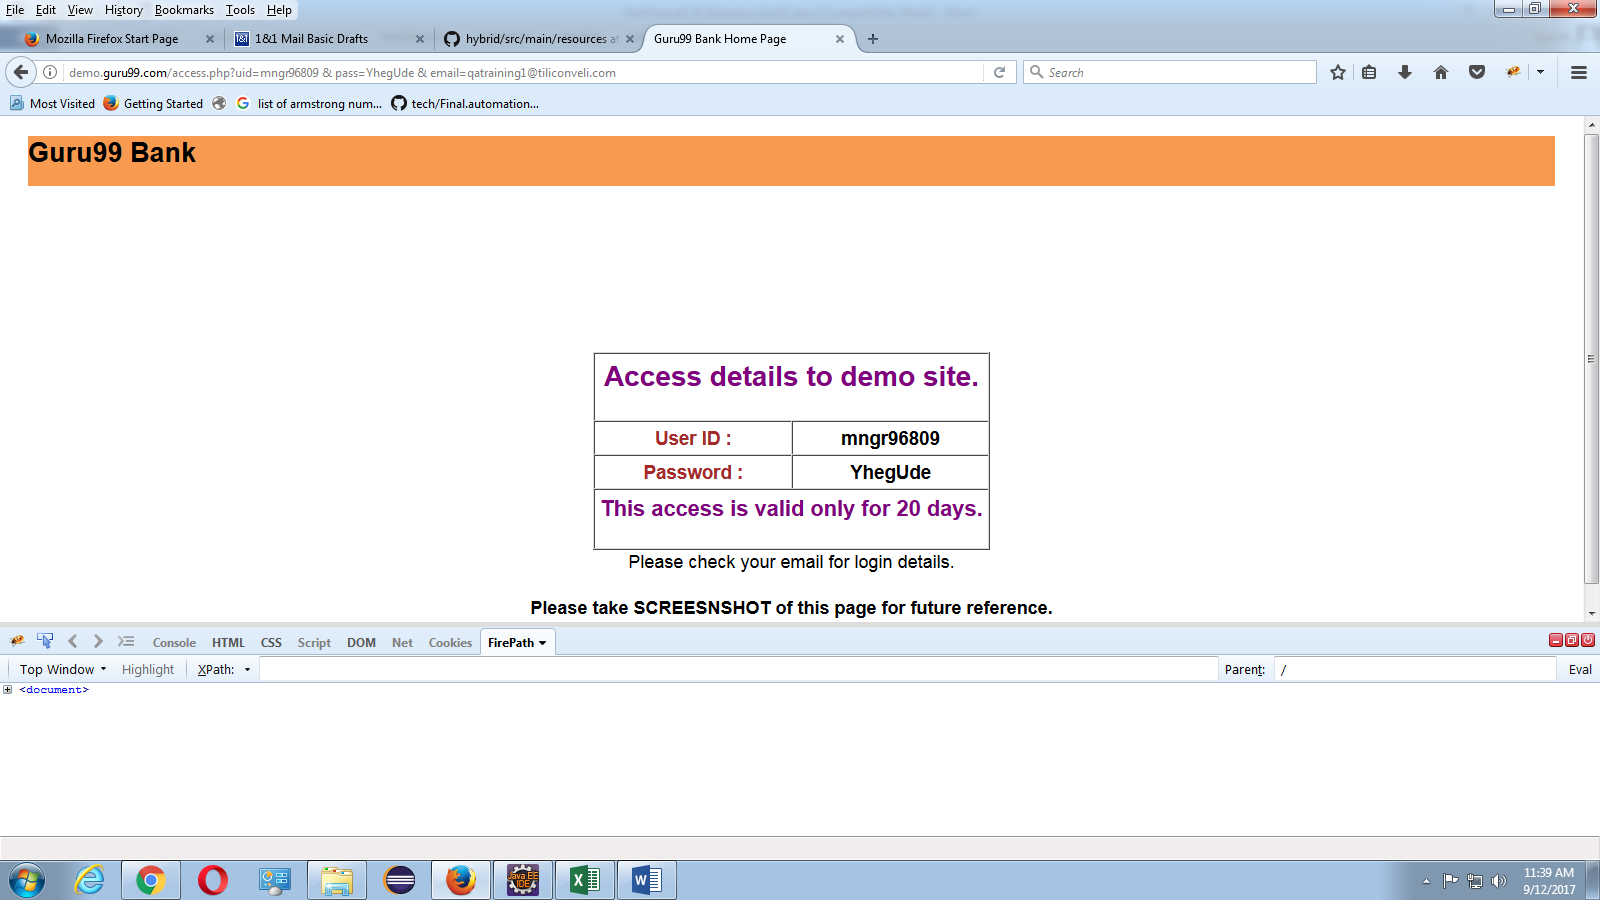 File Edit View History Bookmarks Tools Help
Mozilla Firefox Start Page 1&1 Mail Basic Drafts hybrid/src/main/resources at Guru99 Bank Home Page
demo.guru99.com/access.php?uid=mngr96809 & pass=YhegUde & email=qatraining1@tiliconveli.com Search
Most Visited Getting Started list of armstrong num... tech/Final.automation...
Guru99 Bank
Access details to demo site.
User ID : mngr96809
Password : YhegUde
This access is valid only for 20 days.
Please check your email for login details.
Please take SCREESNSHOT of this page for future reference.
Console HTML CSS Script DOM Net Cookies FirePath
Top Window Highlight XPath: Parent: / Eval
<document>
Java EE
IDE
11:39 AM
9/12/2017